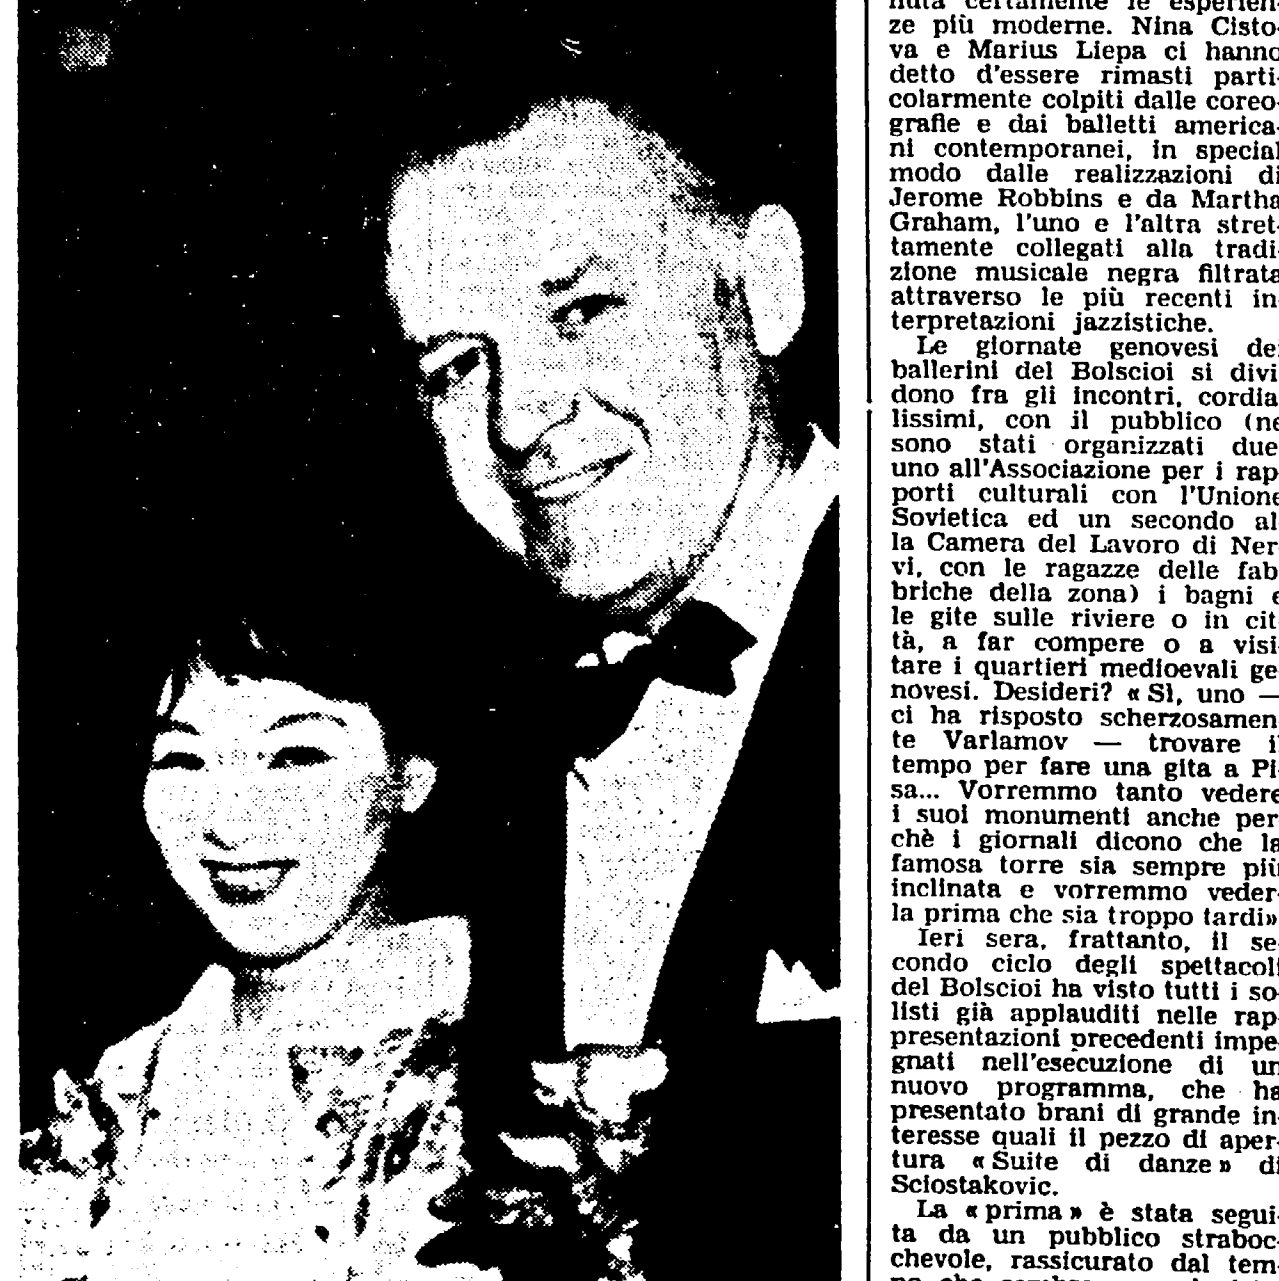 nuta certamente le esperien-
ze più moderne. Nina Cisto-
va e Marius Liepa ci hanno
detto d'essere rimasti parti-
colarmente colpiti dalle coreo-
grafie e dai balletti america-
ni contemporanei, in special
modo dalle realizzazioni di
Jerome Robbins e da Martha
Graham, l'uno e l'altra stret-
tamente collegati alla tradi-
zione musicale negra filtrata
attraverso le più recenti in-
terpretazioni jazzistiche.
Le giornate genovesi dei
ballerini del Bolscioi si divi-
dono fra gli incontri, cordia-
lissimi, con il pubblico (ne
sono stati organizzati due,
uno all'Associazione per i rap-
porti culturali con l'Unione
Sovietica ed un secondo al-
la Camera del Lavoro di Ner-
vi, con le ragazze delle fab-
briche della zona) i bagni e
le gite sulle riviere o in cit-
tà, a far compere o a visi-
tare i quartieri medioevali ge-
novesi. Desideri? « Sì, uno —
ci ha risposto scherzosamen-
te Varlamov — trovare il
tempo per fare una gita a Pi-
sa... Vorremmo tanto vedere
i suoi monumenti anche per-
chè i giornali dicono che la
famosa torre sia sempre più
inclinata e vorremmo veder-
la prima che sia troppo tardi»
Ieri sera, frattanto, il se-
condo ciclo degli spettacoli
del Bolscioi ha visto tutti i so-
listi già applauditi nelle rap-
presentazioni precedenti impe-
gnati nell'esecuzione di un
nuovo programma, che ha
presentato brani di grande in-
teresse quali il pezzo di aper-
tura « Suite di danze » di
Sciostakovic.
La « prima » è stata segui-
ta da un pubblico straboc-
chevole, rassicurato dal tem-